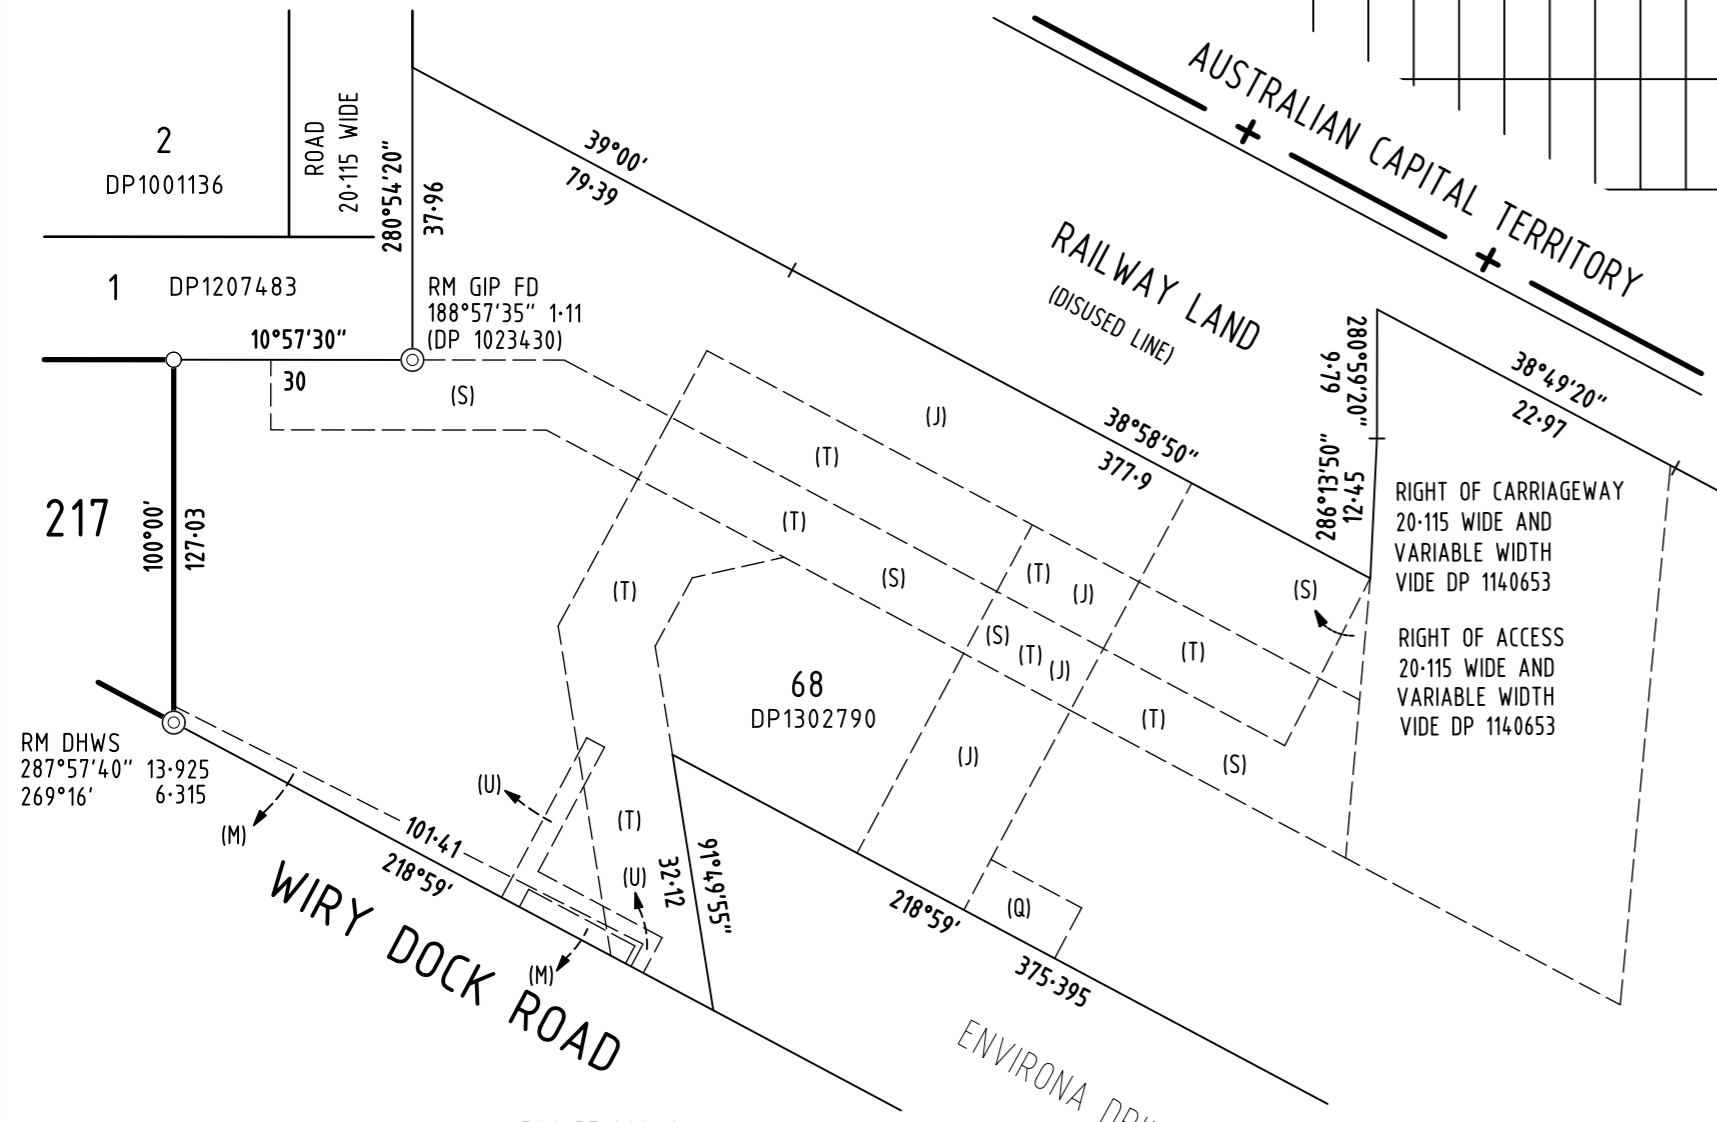 AUSTRALIAN CAPITAL TERRITORY
2
DP1001136
ROAD
20·115 WIDE
280°54'20"
37·96
39°00'
79·39
RAILWAY LAND
(DISUSED LINE)
1 DP1207483
RM GIP FD
188°57'35" 1·11
(DP 1023430)
10°57'30"
30
(S)
(J)
(T)
38°58'50"
377·9
280°59'20"
9·79
38°49'20"
22·97
286°13'50"
12·45
RIGHT OF CARRIAGEWAY
20·115 WIDE AND
VARIABLE WIDTH
VIDE DP 1140653
RIGHT OF ACCESS
20·115 WIDE AND
VARIABLE WIDTH
VIDE DP 1140653
217
100°00'
127·03
(T)
(T)
(S)
(T)
(J)
(S)
(S)
(T)
(J)
(T)
68
DP1302790
(T)
(J)
(S)
RM DHWS
287°57'40" 13·925
269°16' 6·315
(M)
(U)
(T)
101·41
218°59'
(U)
32·12
91°49'55"
(M)
218°59'
(Q)
375·395
WIRY DOCK ROAD
ENVIRONA